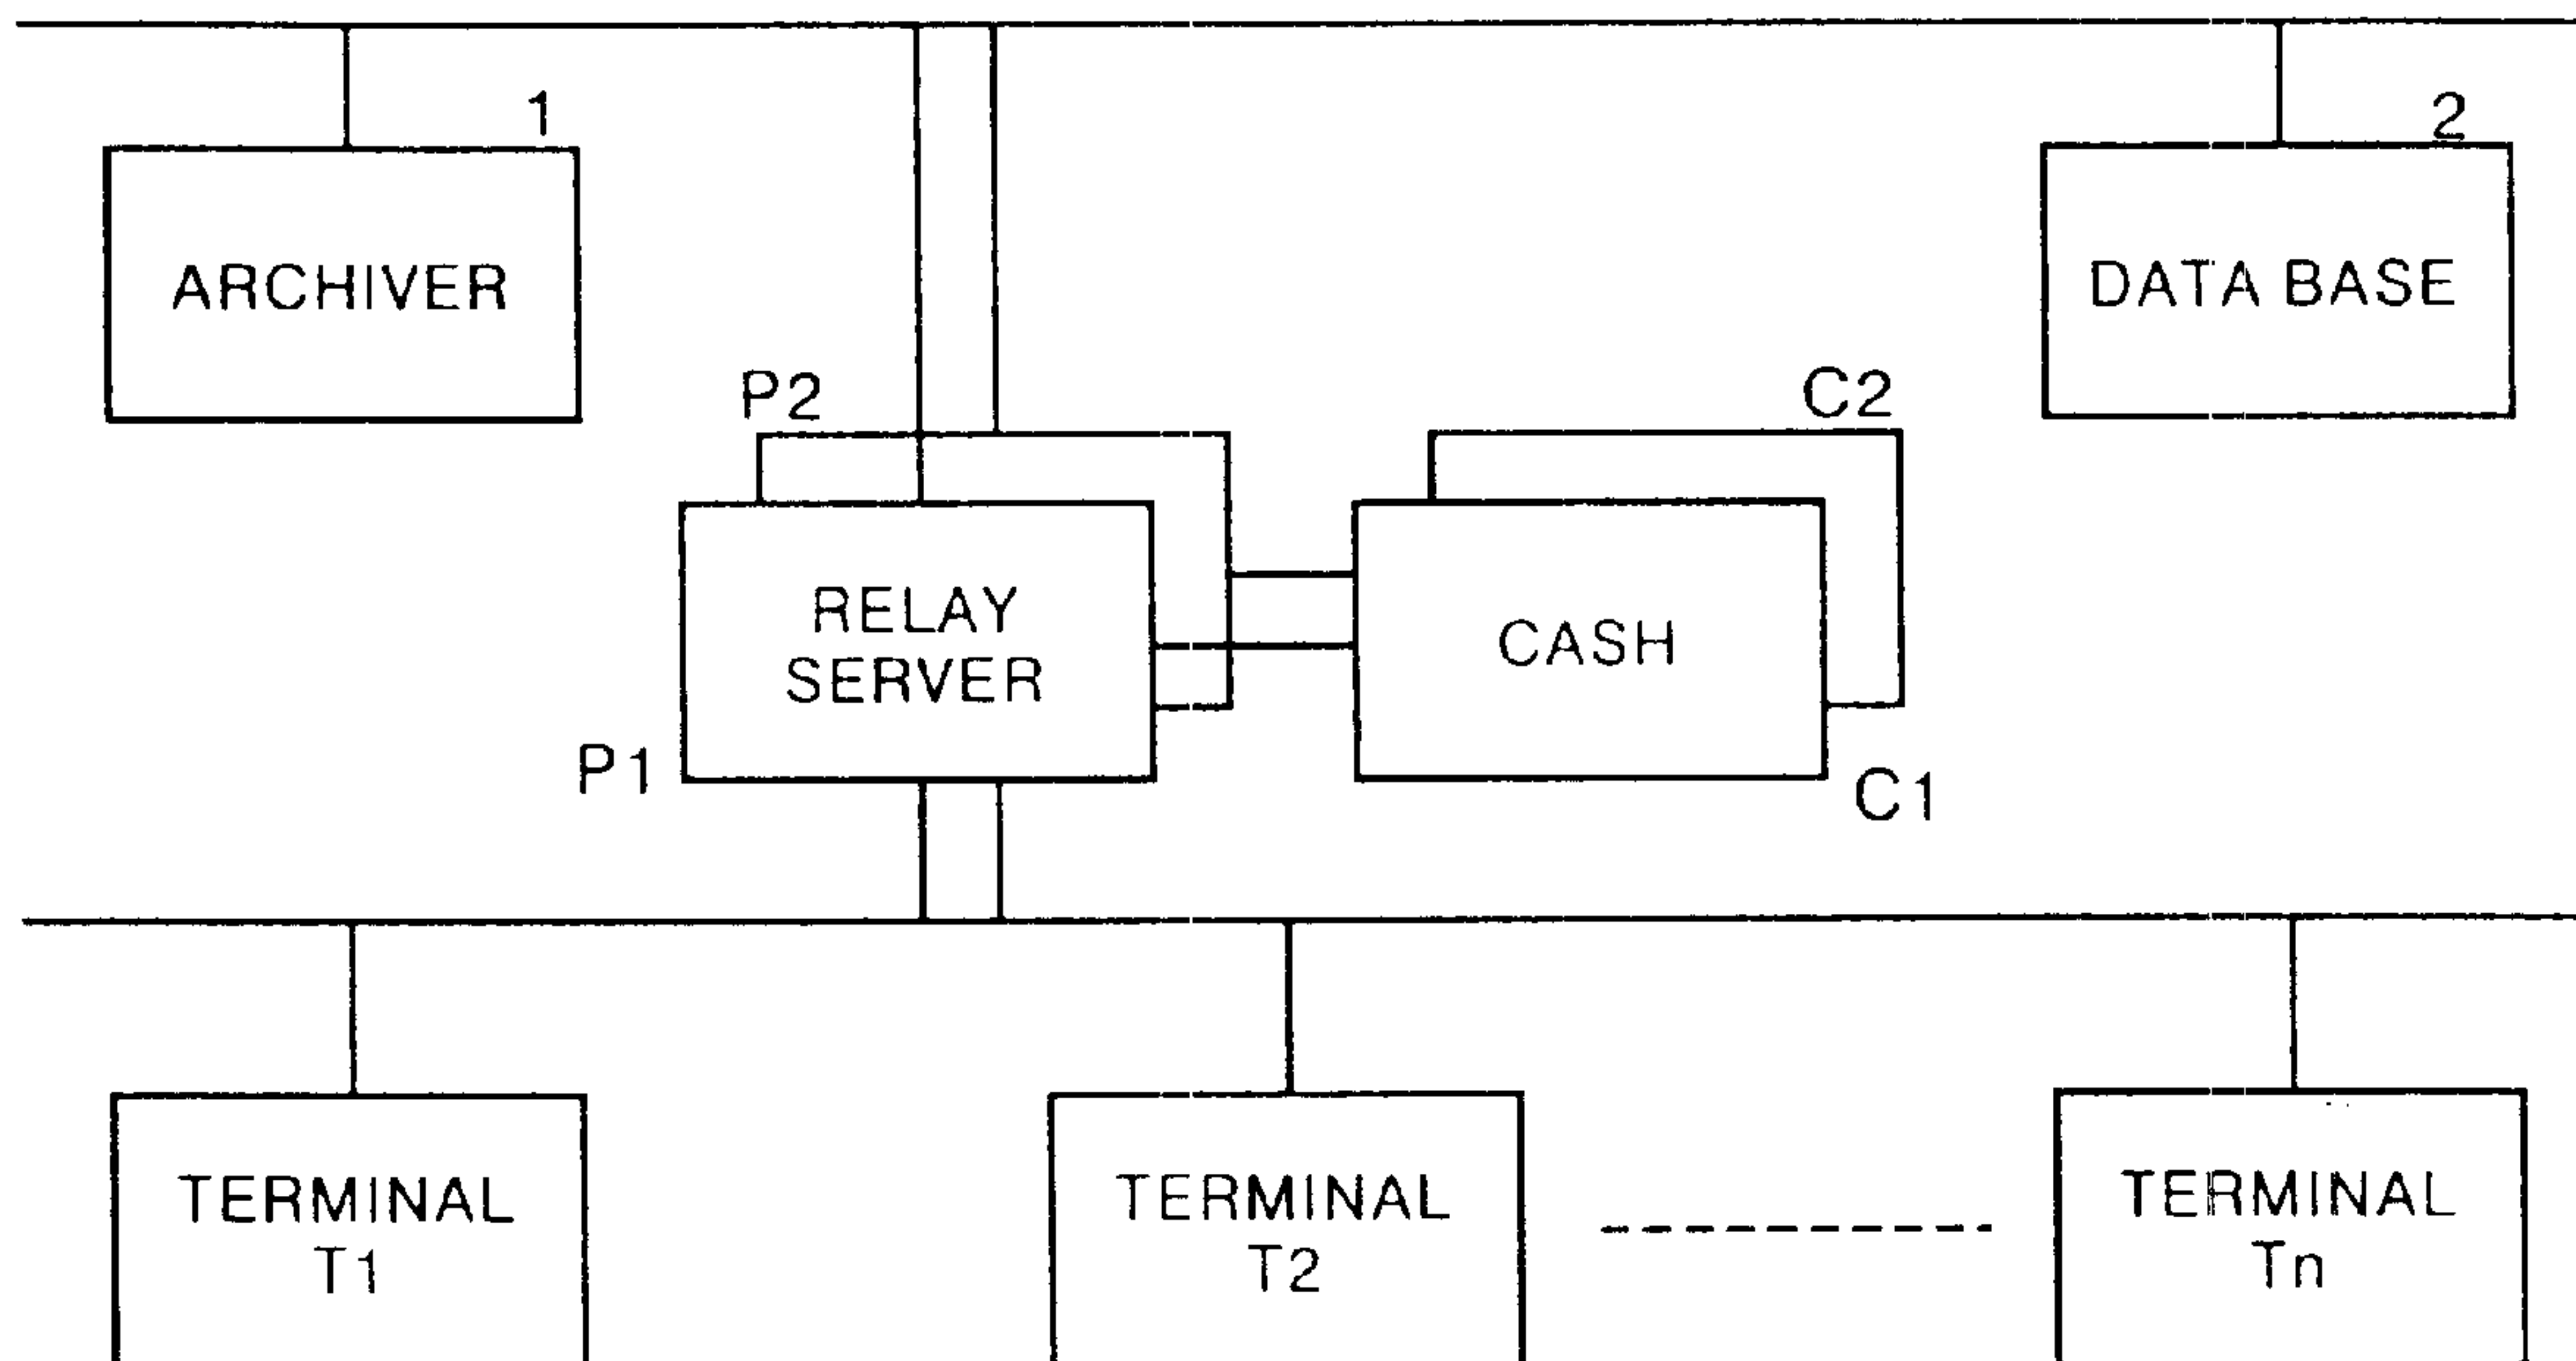 1
2
ARCHIVER
DATA BASE
P2
C2
RELAY
SERVER
CASH
P1
C1
TERMINAL
T1
TERMINAL
T2
TERMINAL
Tn